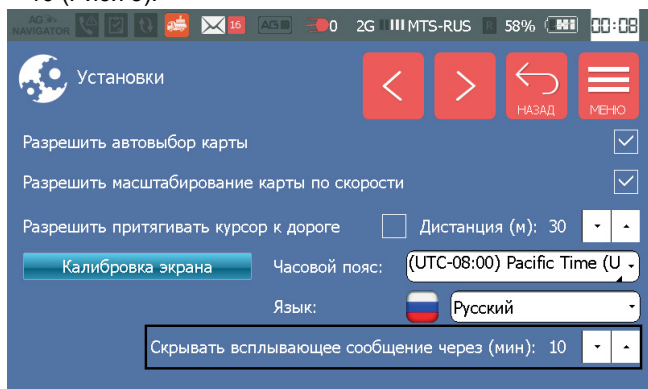 AG
NAVIGATOR
16
AG
0
2G
MTS-RUS
R
58%
00:08
Установки
НАЗАД
МЕНЮ
Разрешить автовыбор карты
Разрешить масштабирование карты по скорости
Разрешить притягивать курсор к дороге Дистанция (м): 30
Калибровка экрана Часовой пояс: (UTC-08:00) Pacific Time (U
Язык: Русский
Скрывать всплывающее сообщение через (мин): 10